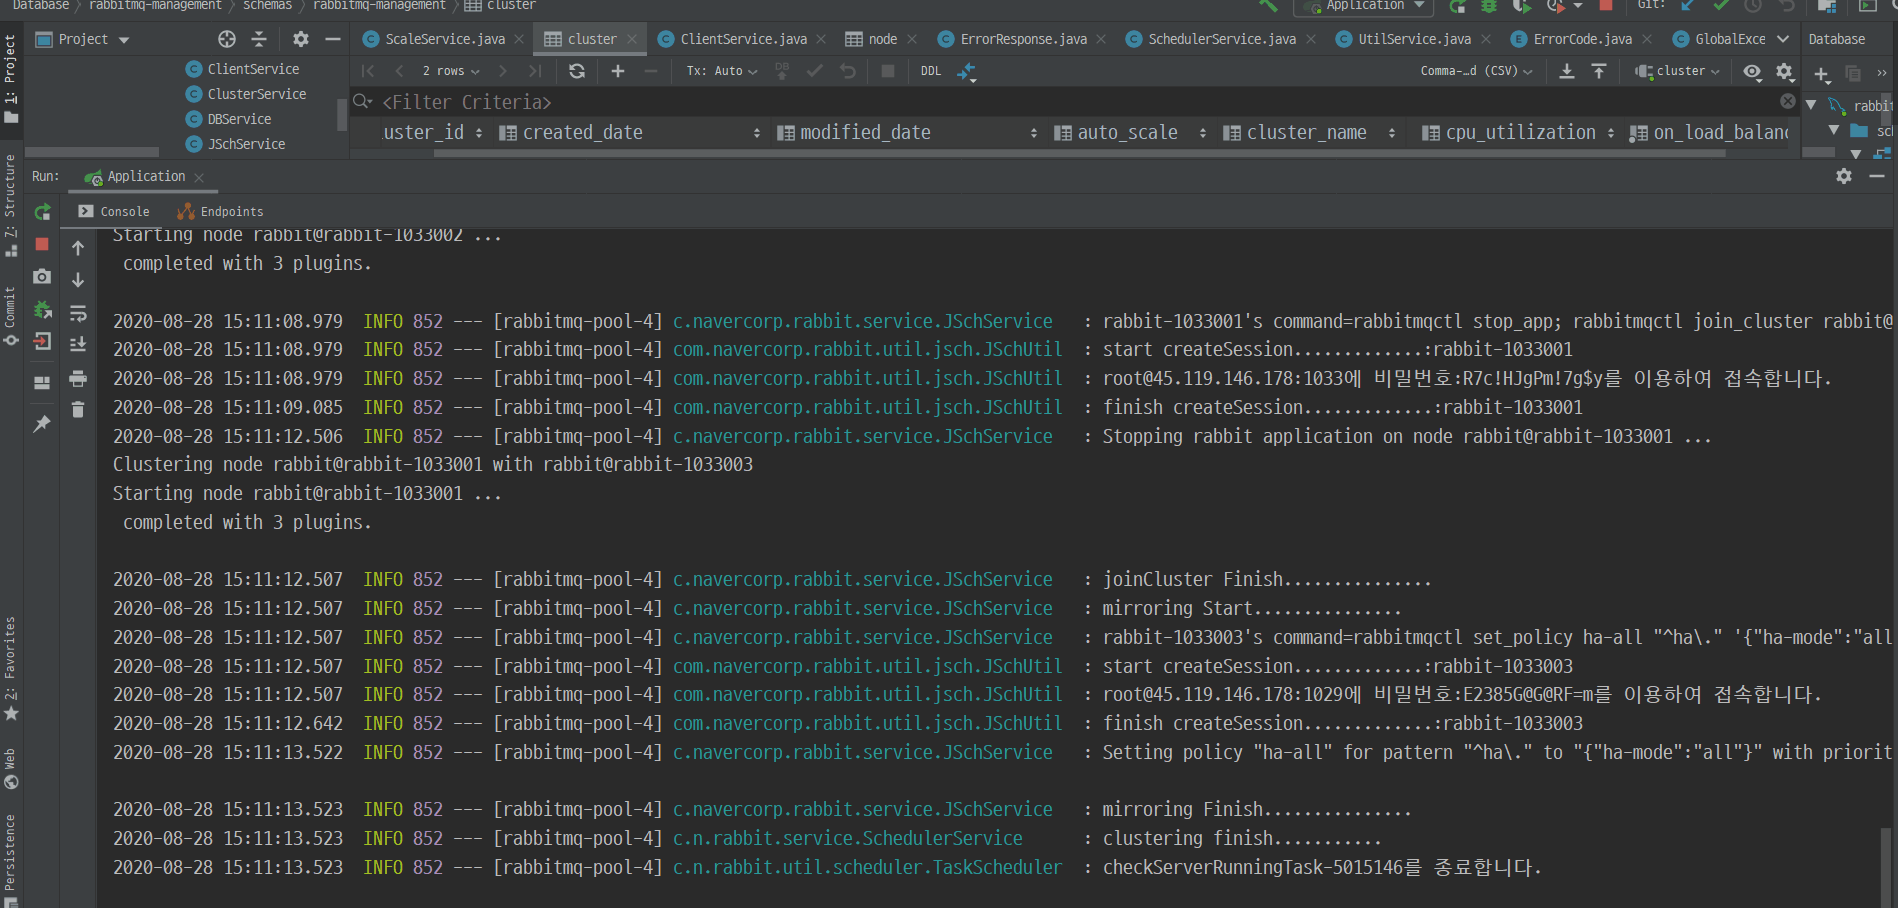 Database > rabbitmq-management > schemas > rabbitmq-management > cluster
Application
Git:
1: Project
Project
ScaleService.java
cluster
ClientService.java
node
ErrorResponse.java
SchedulerService.java
UtilService.java
ErrorCode.java
GlobalExce
Database
ClientService
ClusterService
DBService
JSchService
2 rows
Tx: Auto
DB
DDL
Comma-…d (CSV)
cluster
<Filter Criteria>
rabbit
sc
uster_id
created_date
modified_date
auto_scale
cluster_name
cpu_utilization
on_load_balanc
Run:
Application
7: Structure
Commit
2: Favorites
Web
Persistence
Console
Endpoints
Starting node rabbit@rabbit-1033002 ...
completed with 3 plugins.
2020-08-28 15:11:08.979 INFO 852 --- [rabbitmq-pool-4] c.navercorp.rabbit.service.JSchService : rabbit-1033001's command=rabbitmqctl stop_app; rabbitmqctl join_cluster rabbit@
2020-08-28 15:11:08.979 INFO 852 --- [rabbitmq-pool-4] com.navercorp.rabbit.util.jsch.JSchUtil : start createSession.............:rabbit-1033001
2020-08-28 15:11:08.979 INFO 852 --- [rabbitmq-pool-4] com.navercorp.rabbit.util.jsch.JSchUtil : root@45.119.146.178:1033에 비밀번호:R7c!HJgPm!7g$y를 이용하여 접속합니다.
2020-08-28 15:11:09.085 INFO 852 --- [rabbitmq-pool-4] com.navercorp.rabbit.util.jsch.JSchUtil : finish createSession.............:rabbit-1033001
2020-08-28 15:11:12.506 INFO 852 --- [rabbitmq-pool-4] c.navercorp.rabbit.service.JSchService : Stopping rabbit application on node rabbit@rabbit-1033001 ...
Clustering node rabbit@rabbit-1033001 with rabbit@rabbit-1033003
Starting node rabbit@rabbit-1033001 ...
completed with 3 plugins.
2020-08-28 15:11:12.507 INFO 852 --- [rabbitmq-pool-4] c.navercorp.rabbit.service.JSchService : joinCluster Finish...............
2020-08-28 15:11:12.507 INFO 852 --- [rabbitmq-pool-4] c.navercorp.rabbit.service.JSchService : mirroring Start...............
2020-08-28 15:11:12.507 INFO 852 --- [rabbitmq-pool-4] c.navercorp.rabbit.service.JSchService : rabbit-1033003's command=rabbitmqctl set_policy ha-all "^ha\." '{"ha-mode":"all
2020-08-28 15:11:12.507 INFO 852 --- [rabbitmq-pool-4] com.navercorp.rabbit.util.jsch.JSchUtil : start createSession.............:rabbit-1033003
2020-08-28 15:11:12.507 INFO 852 --- [rabbitmq-pool-4] com.navercorp.rabbit.util.jsch.JSchUtil : root@45.119.146.178:1029에 비밀번호:E2385G@G@RF=m를 이용하여 접속합니다.
2020-08-28 15:11:12.642 INFO 852 --- [rabbitmq-pool-4] com.navercorp.rabbit.util.jsch.JSchUtil : finish createSession.............:rabbit-1033003
2020-08-28 15:11:13.522 INFO 852 --- [rabbitmq-pool-4] c.navercorp.rabbit.service.JSchService : Setting policy "ha-all" for pattern "^ha\." to "{"ha-mode":"all"}" with priorit
2020-08-28 15:11:13.523 INFO 852 --- [rabbitmq-pool-4] c.navercorp.rabbit.service.JSchService : mirroring Finish...............
2020-08-28 15:11:13.523 INFO 852 --- [rabbitmq-pool-4] c.n.rabbit.service.SchedulerService : clustering finish...........
2020-08-28 15:11:13.523 INFO 852 --- [rabbitmq-pool-4] c.n.rabbit.util.scheduler.TaskScheduler : checkServerRunningTask-5015146를 종료합니다.